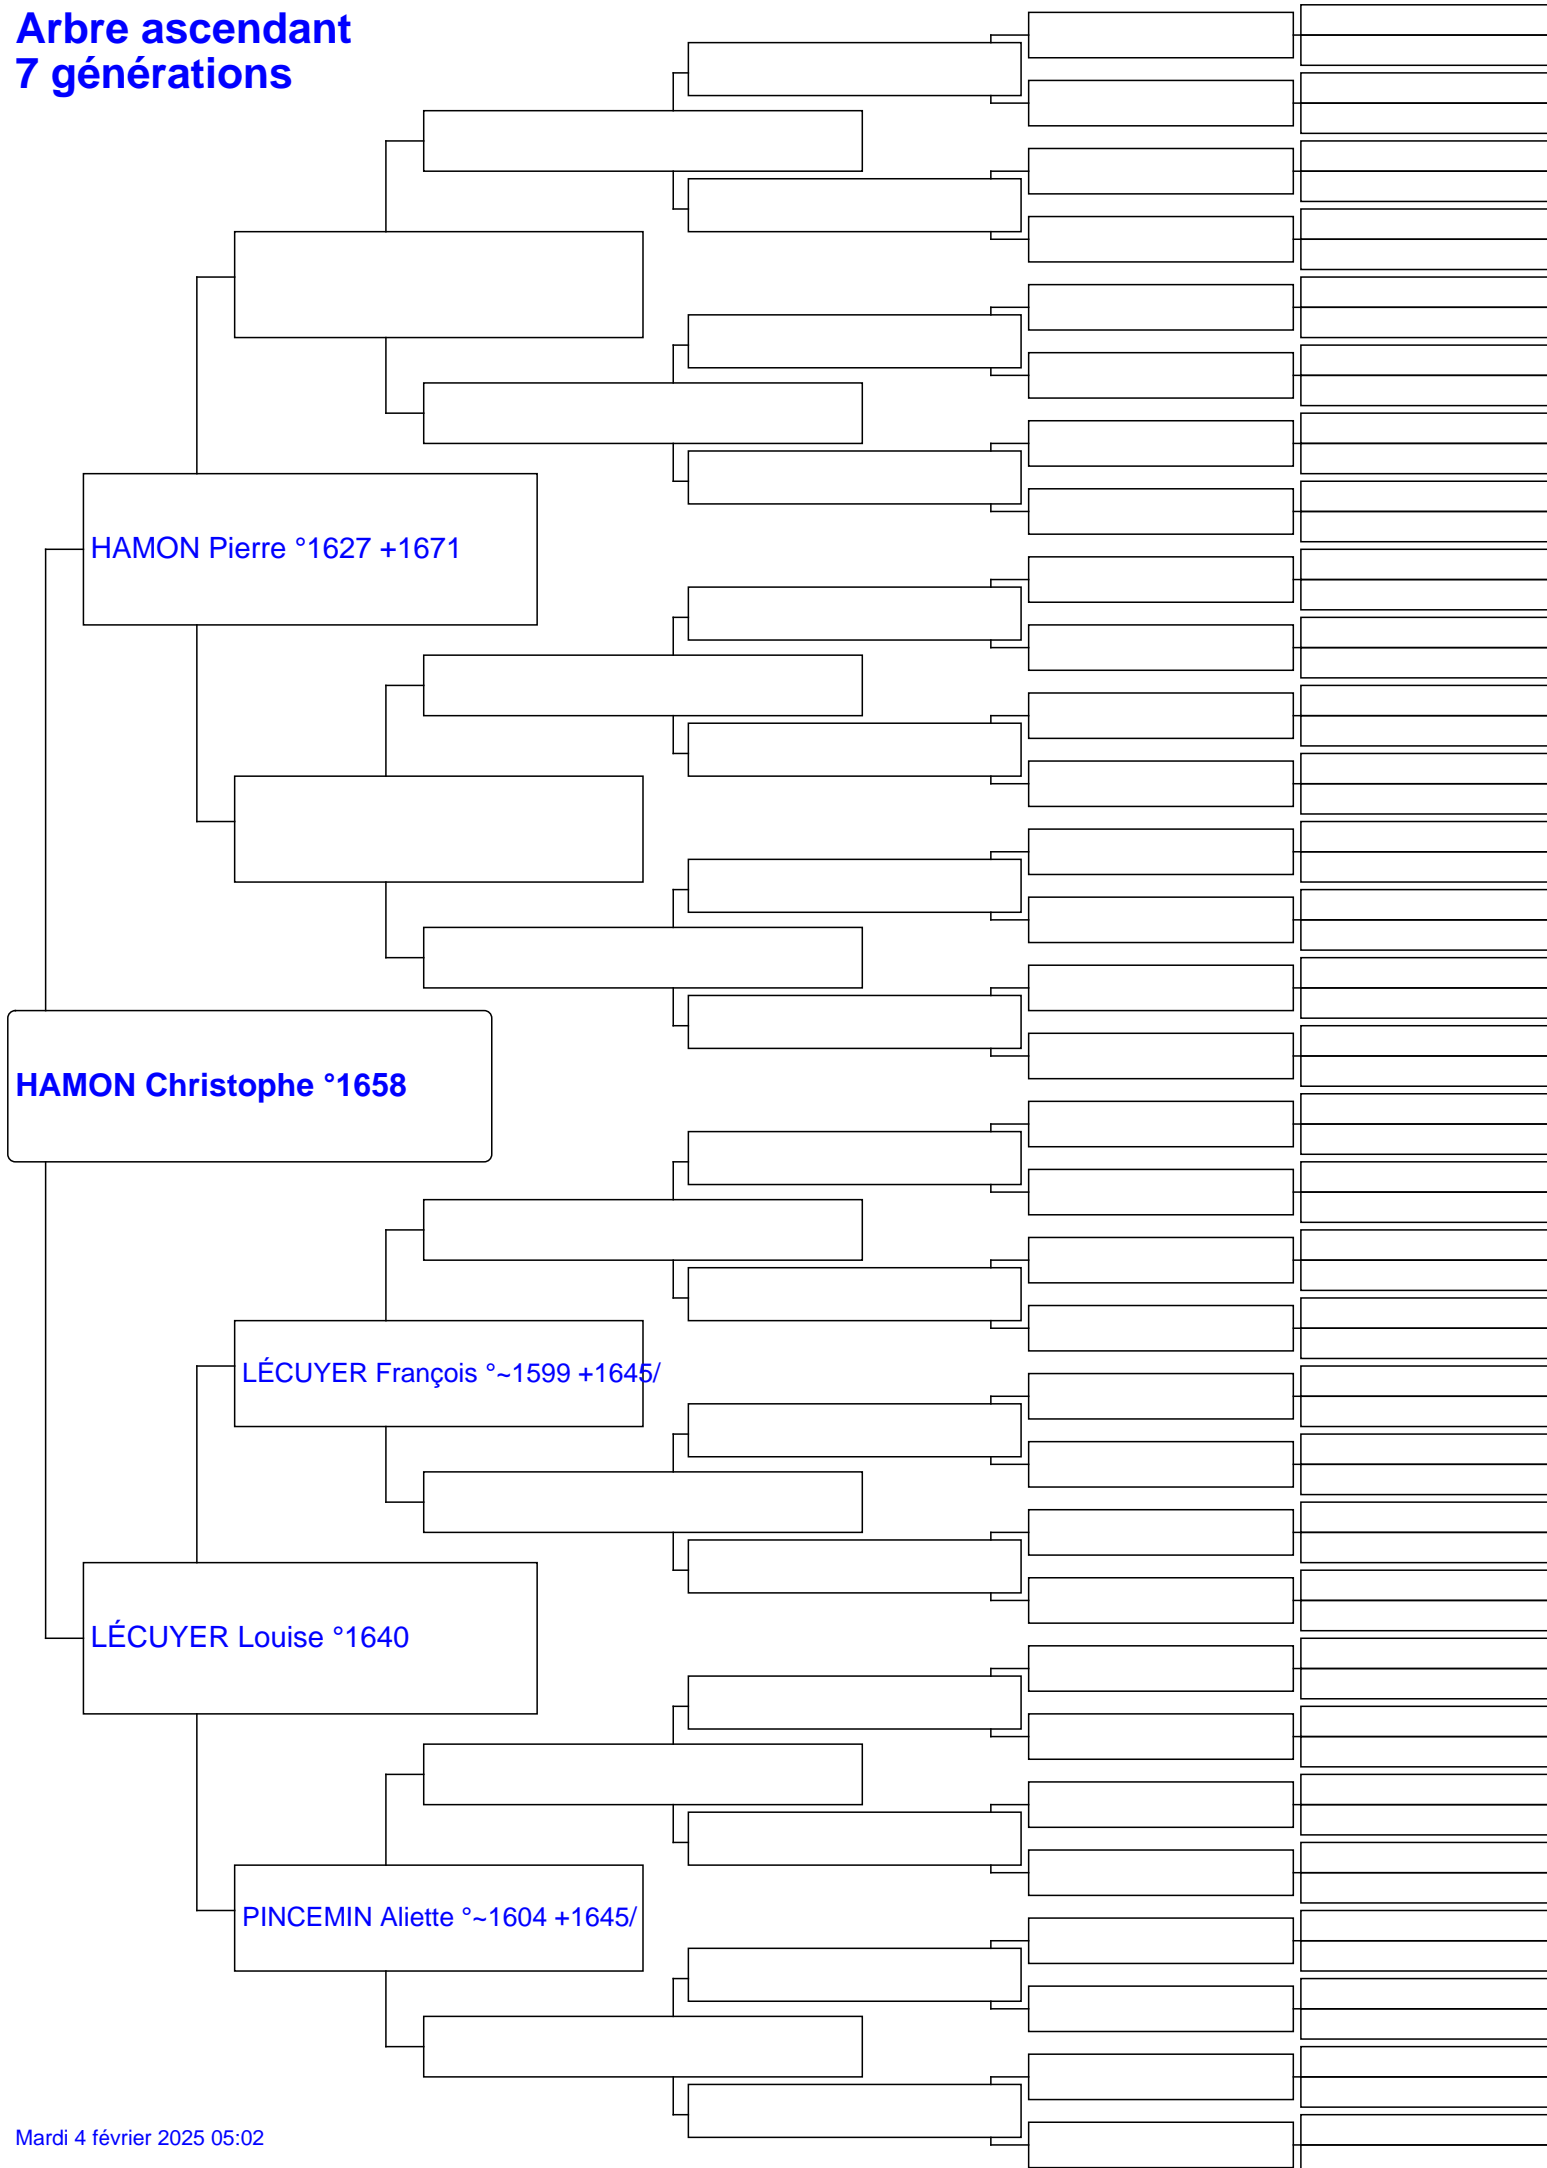 Arbre ascendant
7 générations
HAMON Pierre °1627 +1671
HAMON Christophe °1658
LÉCUYER François °~1599 +1645/
LÉCUYER Louise °1640
PINCEMIN Aliette °~1604 +1645/
Mardi 4 février 2025 05:02